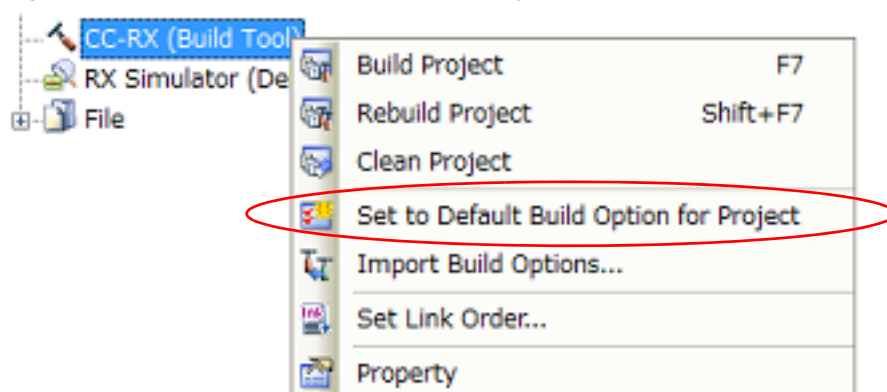 CC-RX (Build Tool)
RX Simulator (De
File
Build Project F7
Rebuild Project Shift+F7
Clean Project
Set to Default Build Option for Project
Import Build Options...
Set Link Order...
Property